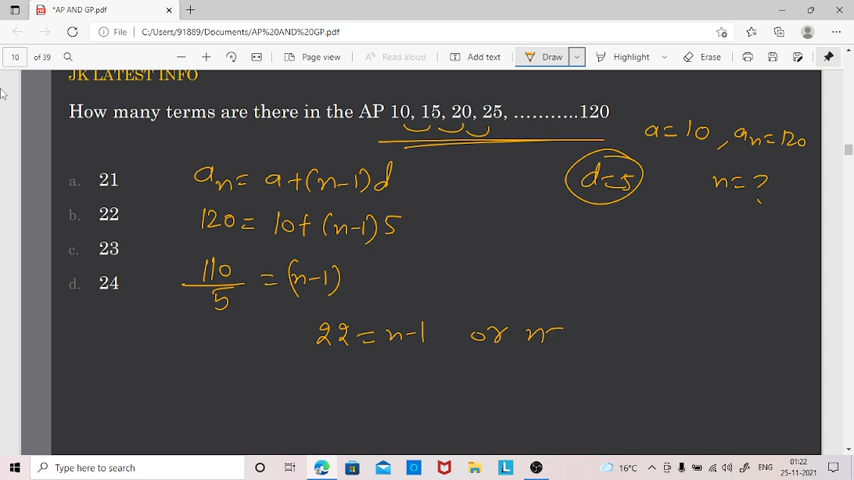 *AP AND GP.pdf
File
C:/Users/91889/Documents/AP%20AND%20GP.pdf
10 of 39
Page view
Read aloud
Add text
Draw
Highlight
Erase
JK LATEST INFO
How many terms are there in the AP 10, 15, 20, 25, ………..120
a=10 , an=120
a. 21
an= a+(n-1)d
d=5
n=?
b. 22
120= 10+(n-1)5
c. 23
110/5 = (n-1)
d. 24
22=n-1 or n=
Type here to search
L
16°C
ENG
01:22
25-11-2021